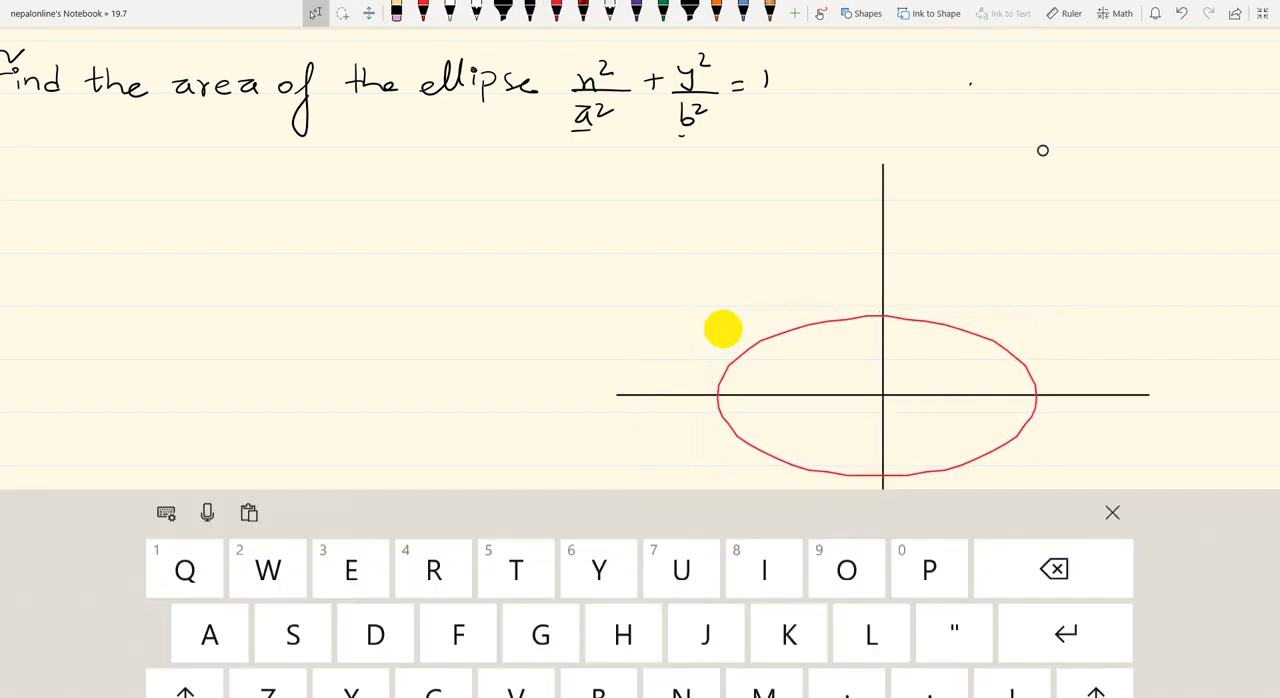 nepalonline's Notebook » 19.7
Shapes Ink to Shape Ink to Text Ruler Math
Find the area of the ellipse x²/a² + y²/b² = 1
1 2 3 4 5 6 7 8 9 0
Q W E R T Y U I O P
A S D F G H J K L "
Z X C V B N M